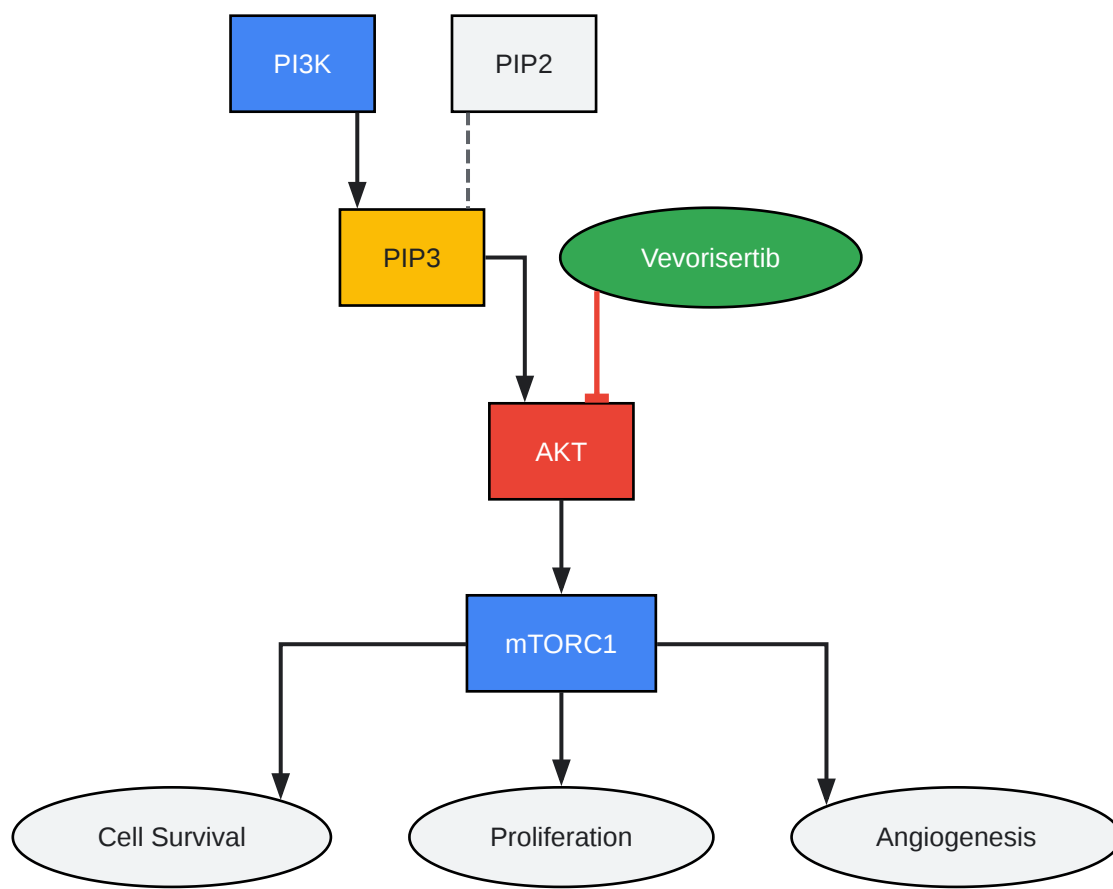 PI3K
PIP2
PIP3
Vevorisertib
AKT
mTORC1
Cell Survival
Proliferation
Angiogenesis